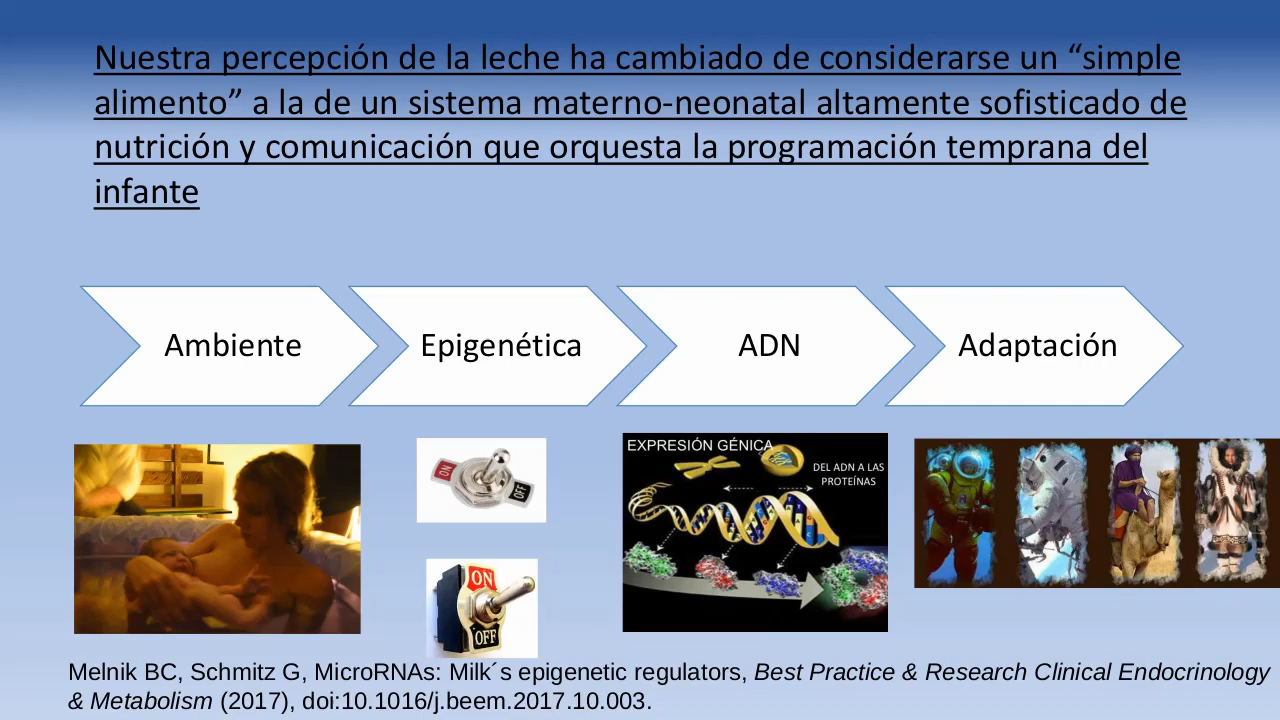 Nuestra percepción de la leche ha cambiado de considerarse un “simple
alimento” a la de un sistema materno-neonatal altamente sofisticado de
nutrición y comunicación que orquesta la programación temprana del
infante
Ambiente
Epigenética
ADN
Adaptación
ON
OFF
ON
OFF
EXPRESIÓN GÉNICA
DEL ADN A LAS
PROTEÍNAS
Melnik BC, Schmitz G, MicroRNAs: Milk´s epigenetic regulators, Best Practice & Research Clinical Endocrinology
& Metabolism (2017), doi:10.1016/j.beem.2017.10.003.